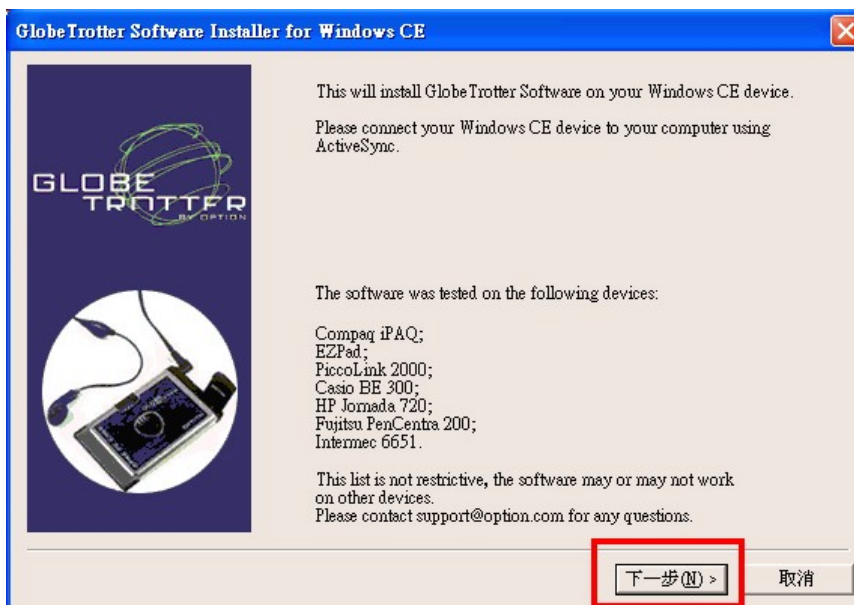 GlobeTrotter Software Installer for Windows CE
This will install GlobeTrotter Software on your Windows CE device.
Please connect your Windows CE device to your computer using
ActiveSync.
GLOBE
TROTTER
BY OPTION
The software was tested on the following devices:
Compaq iPAQ;
EZPad;
PiccoLink 2000;
Casio BE 300;
HP Jornada 720;
Fujitsu PenCentra 200;
Intermec 6651.
This list is not restrictive, the software may or may not work
on other devices.
Please contact support@option.com for any questions.
下一步(N) >
取消